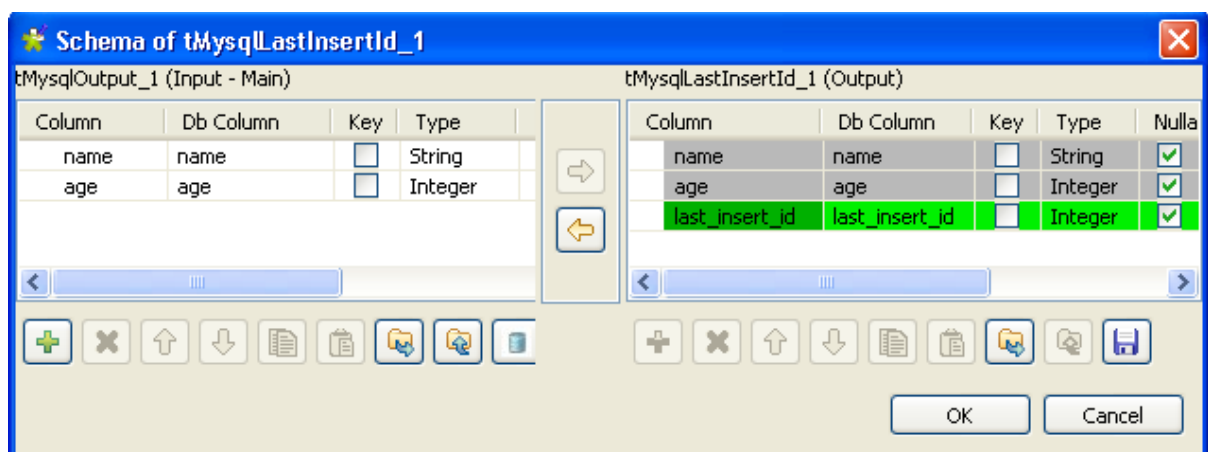 Schema of tMysqlLastInsertId_1
tMysqlOutput_1 (Input - Main)
tMysqlLastInsertId_1 (Output)
Column Db Column Key Type
name name String
age age Integer
Column Db Column Key Type Nulla
name name String
age age Integer
last_insert_id last_insert_id Integer
OK Cancel